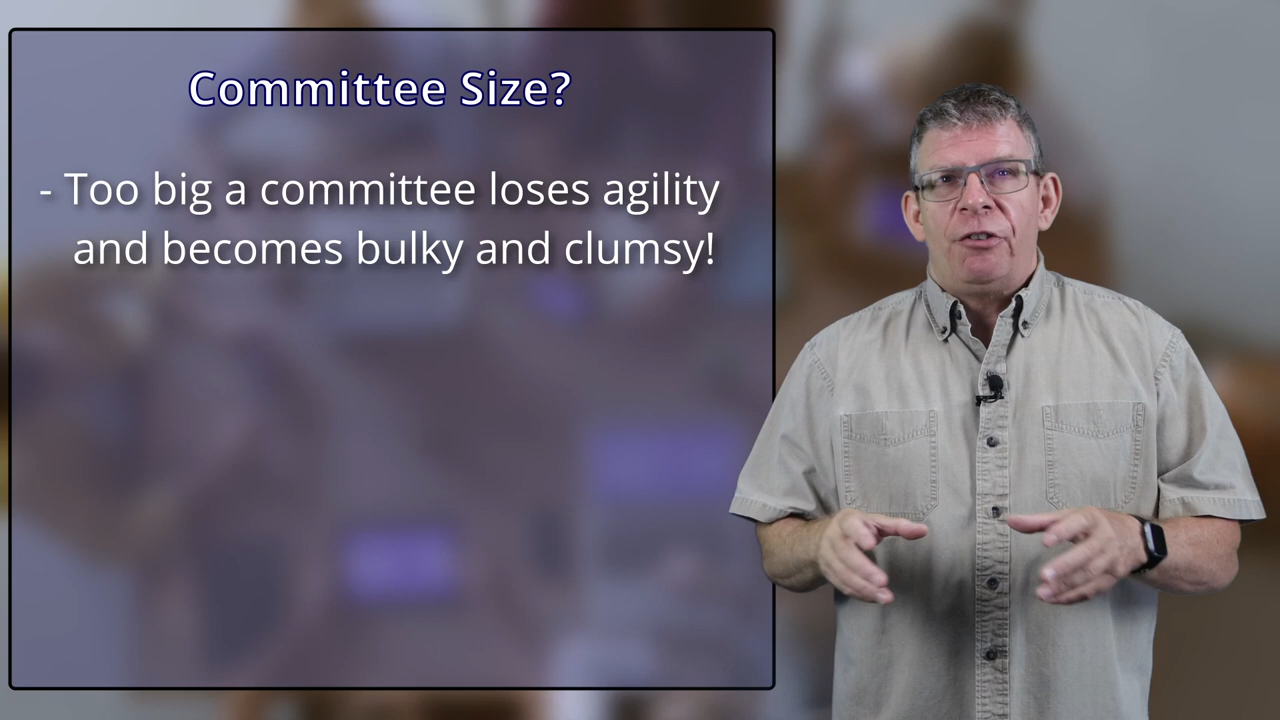 Committee Size?
- Too big a committee loses agility
and becomes bulky and clumsy!